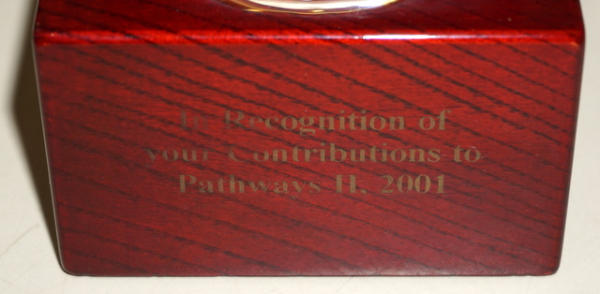 In Recognition of
your Contributions to
Pathways II, 2001